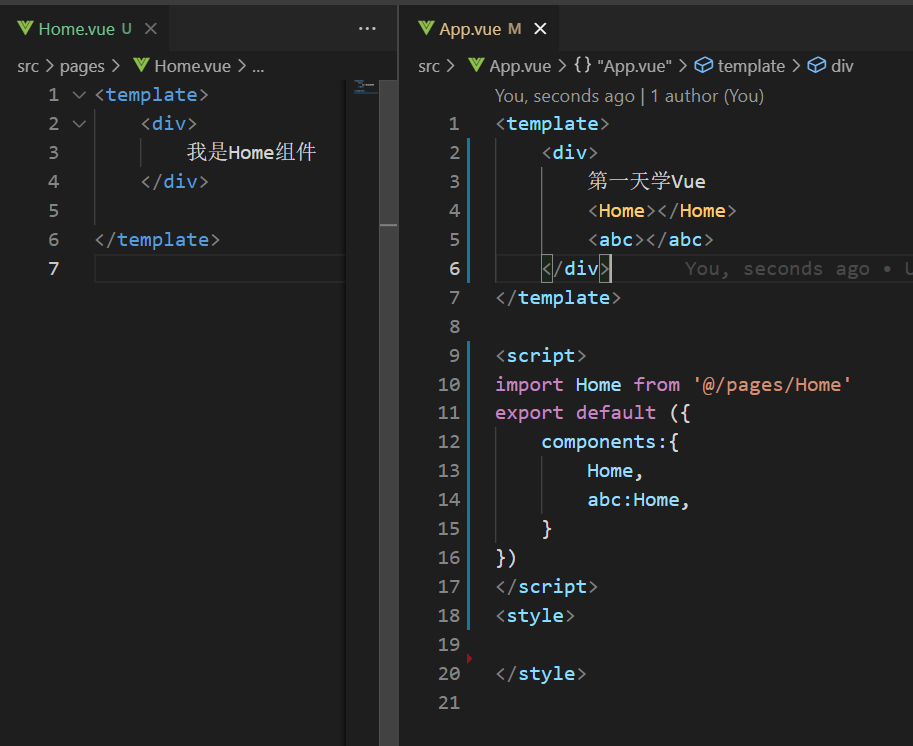 Home.vue U
src > pages > Home.vue > ...
1 <template>
2 <div>
3 我是Home组件
4 </div>
5
6 </template>
7
App.vue M
src > App.vue > {} "App.vue" > template > div
You, seconds ago | 1 author (You)
1 <template>
2 <div>
3 第一天学Vue
4 <Home></Home>
5 <abc></abc>
6 </div> You, seconds ago •
7 </template>
8
9 <script>
10 import Home from '@/pages/Home'
11 export default ({
12 components:{
13 Home,
14 abc:Home,
15 }
16 })
17 </script>
18 <style>
19
20 </style>
21